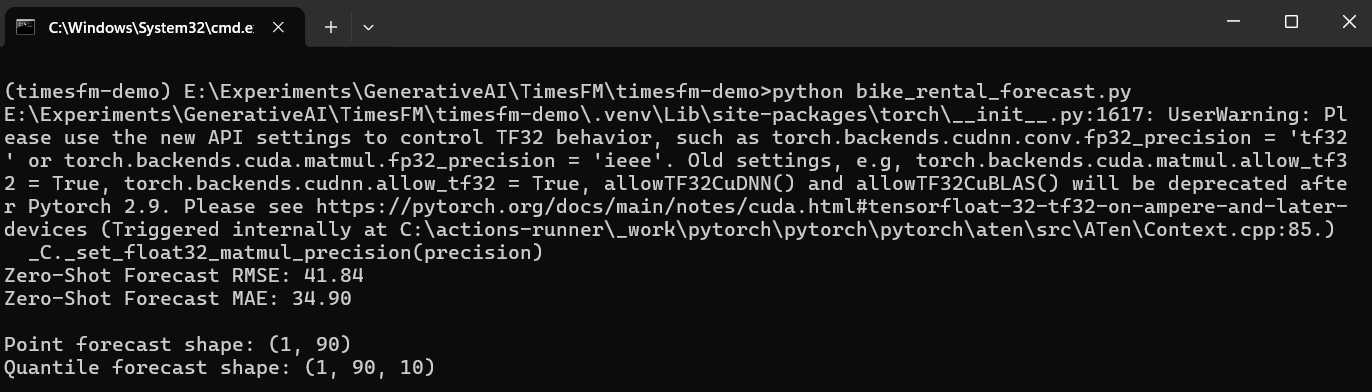 C:\Windows\System32\cmd.e
(timesfm-demo) E:\Experiments\GenerativeAI\TimesFM\timesfm-demo>python bike_rental_forecast.py
E:\Experiments\GenerativeAI\TimesFM\timesfm-demo\.venv\Lib\site-packages\torch\__init__.py:1617: UserWarning: Pl
ease use the new API settings to control TF32 behavior, such as torch.backends.cudnn.conv.fp32_precision = 'tf32
' or torch.backends.cuda.matmul.fp32_precision = 'ieee'. Old settings, e.g, torch.backends.cuda.matmul.allow_tf3
2 = True, torch.backends.cudnn.allow_tf32 = True, allowTF32CuDNN() and allowTF32CuBLAS() will be deprecated afte
r Pytorch 2.9. Please see https://pytorch.org/docs/main/notes/cuda.html#tensorfloat-32-tf32-on-ampere-and-later-
devices (Triggered internally at C:\actions-runner\_work\pytorch\pytorch\pytorch\aten\src\ATen\Context.cpp:85.)
  _C._set_float32_matmul_precision(precision)
Zero-Shot Forecast RMSE: 41.84
Zero-Shot Forecast MAE: 34.90
Point forecast shape: (1, 90)
Quantile forecast shape: (1, 90, 10)